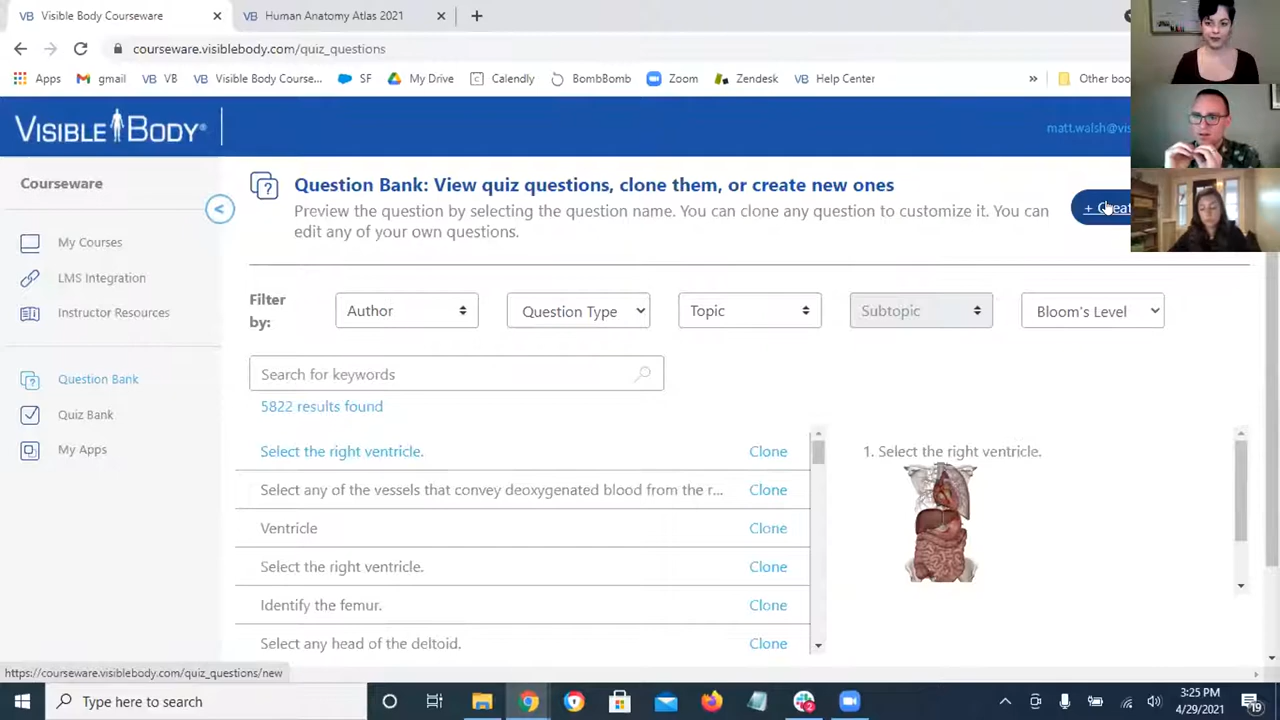 Visible Body Courseware
Human Anatomy Atlas 2021
courseware.visiblebody.com/quiz_questions
Apps
gmail
VB
Visible Body Course...
SF
My Drive
Calendly
BombBomb
Zoom
Zendesk
Help Center
»
Other boo
VISIBLE BODY®
matt.walsh@vis
Courseware
<
My Courses
LMS Integration
Instructor Resources
Question Bank
Quiz Bank
My Apps
Question Bank: View quiz questions, clone them, or create new ones
Preview the question by selecting the question name. You can clone any question to customize it. You can
edit any of your own questions.
+ Creat
Filter
by:
Author
Question Type
Topic
Subtopic
Bloom's Level
Search for keywords
5822 results found
Select the right ventricle. Clone
Select any of the vessels that convey deoxygenated blood from the r... Clone
Ventricle Clone
Select the right ventricle. Clone
Identify the femur. Clone
Select any head of the deltoid. Clone
1. Select the right ventricle.
https://courseware.visiblebody.com/quiz_questions/new
Type here to search
3:25 PM
4/29/2021
19